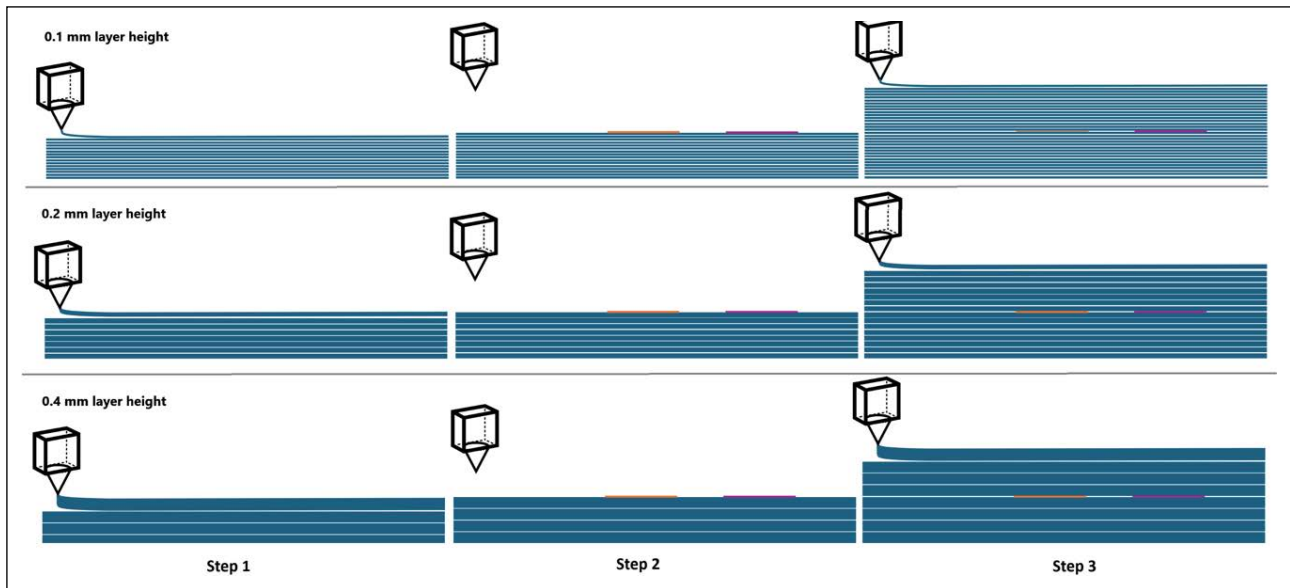 0.1 mm layer height
0.2 mm layer height
0.4 mm layer height
Step 1
Step 2
Step 3